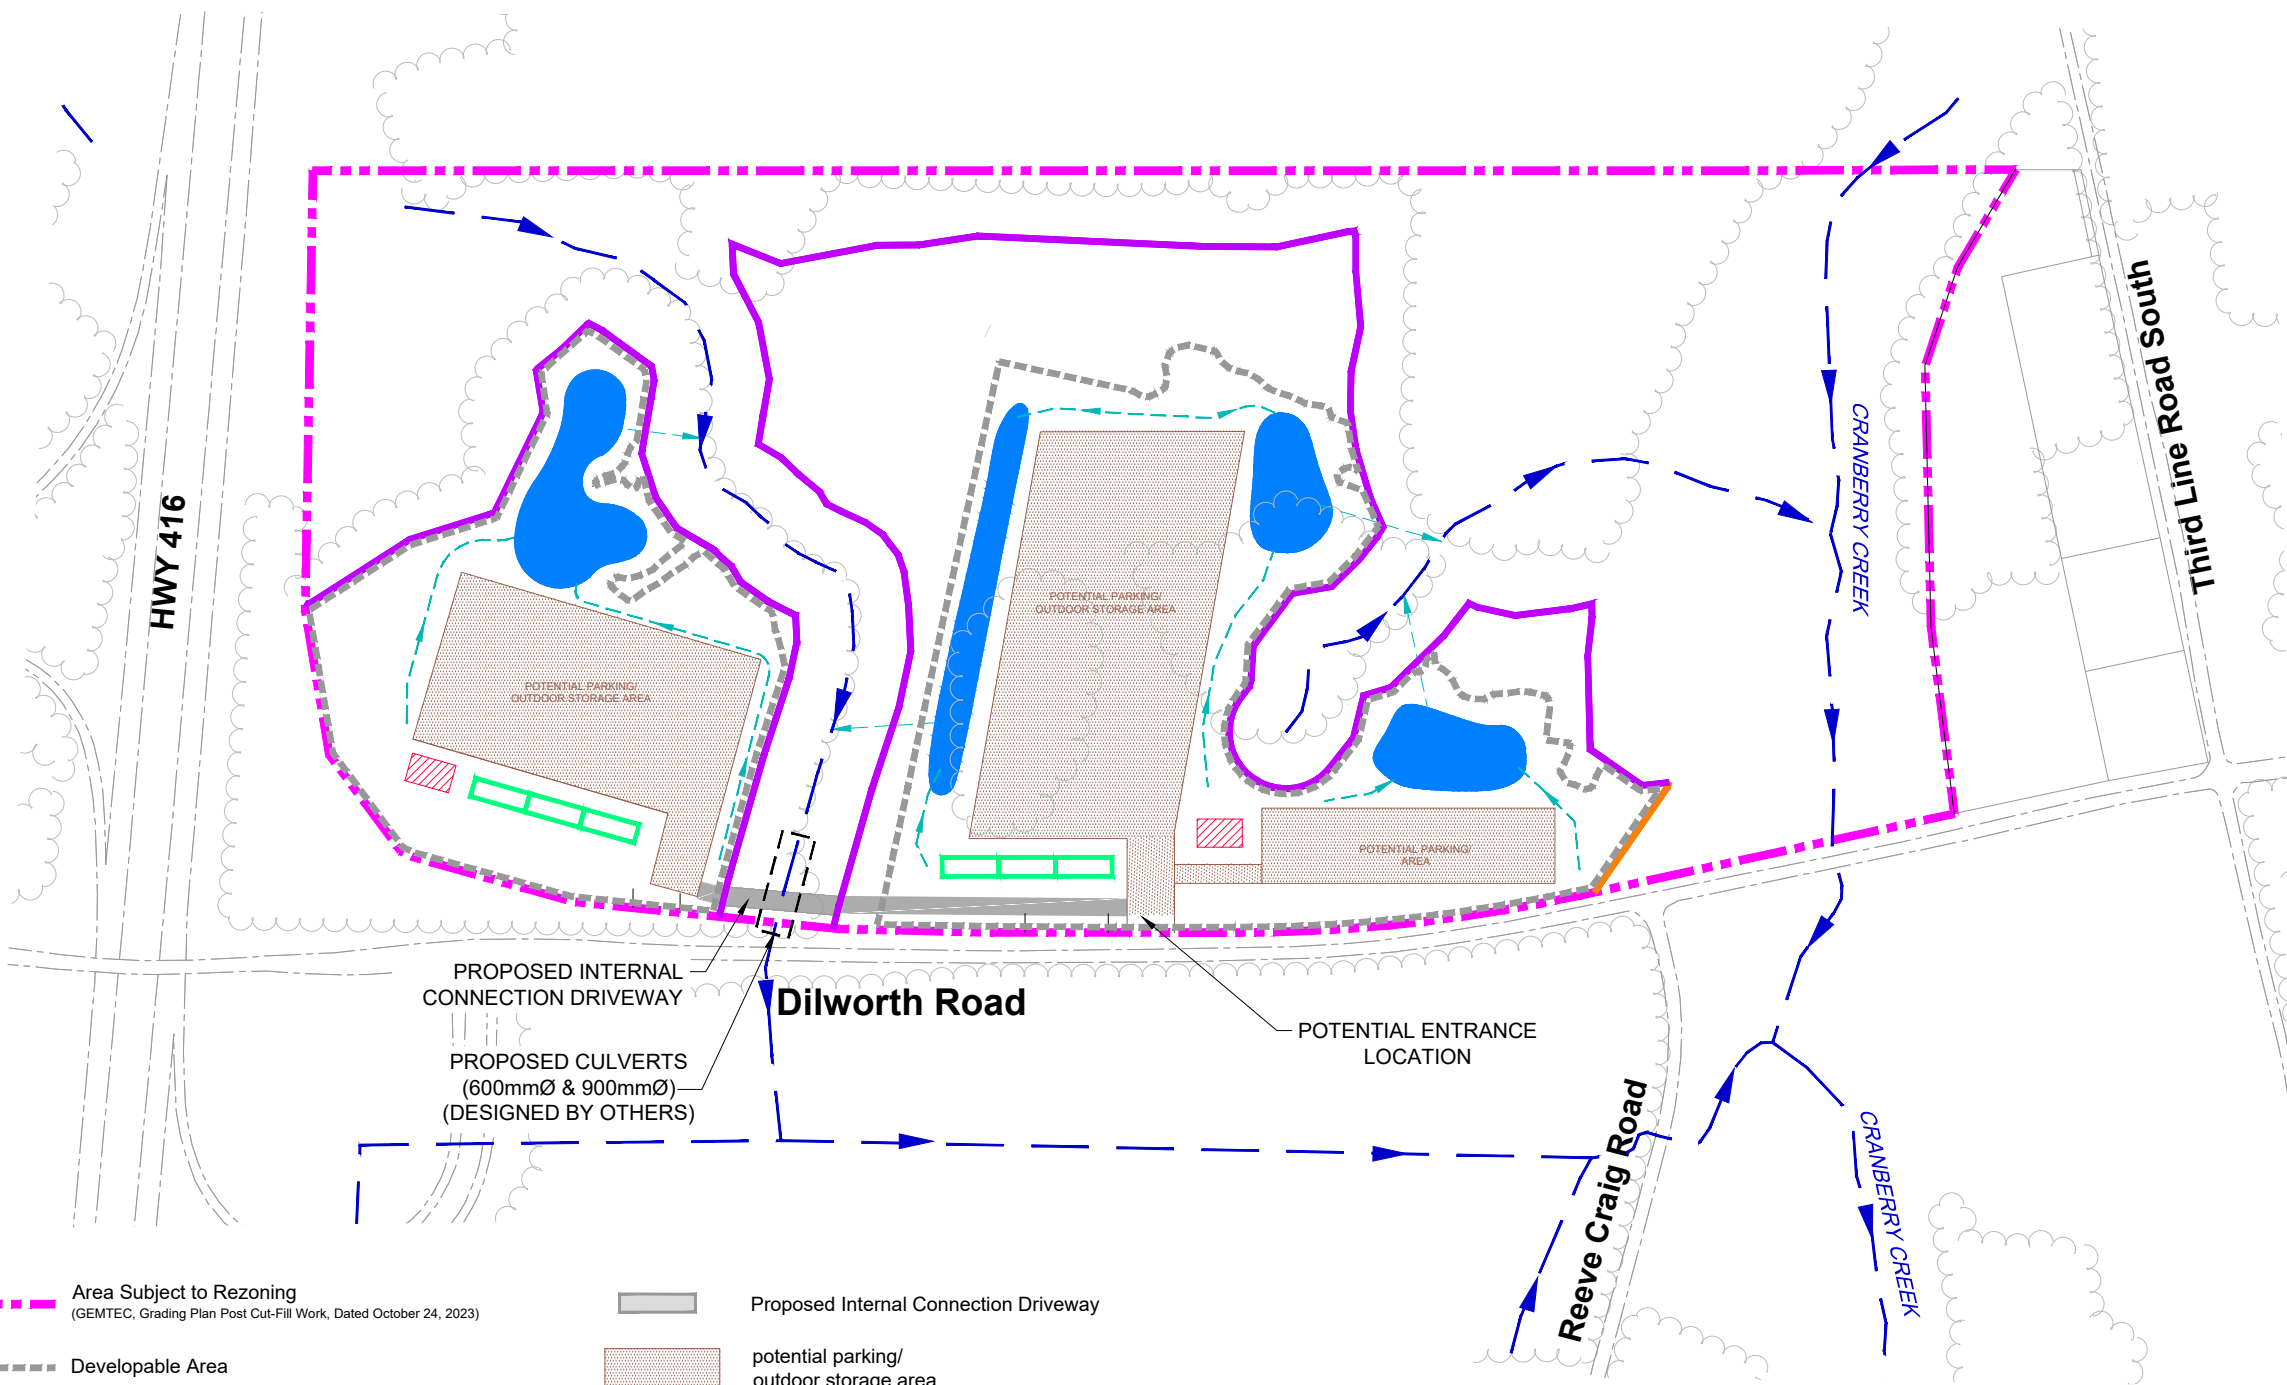 HWY 416
Third Line Road South
CRANBERRY CREEK
POTENTIAL PARKING/
OUTDOOR STORAGE AREA
POTENTIAL PARKING/
OUTDOOR STORAGE AREA
POTENTIAL PARKING/
AREA
PROPOSED INTERNAL
CONNECTION DRIVEWAY
Dilworth Road
POTENTIAL ENTRANCE
LOCATION
PROPOSED CULVERTS
(600mmØ & 900mmØ)
(DESIGNED BY OTHERS)
Reeve Craig Road
CRANBERRY CREEK
Area Subject to Rezoning
(GEMTEC, Grading Plan Post Cut-Fill Work, Dated October 24, 2023)
Proposed Internal Connection Driveway
Developable Area
potential parking/
outdoor storage area